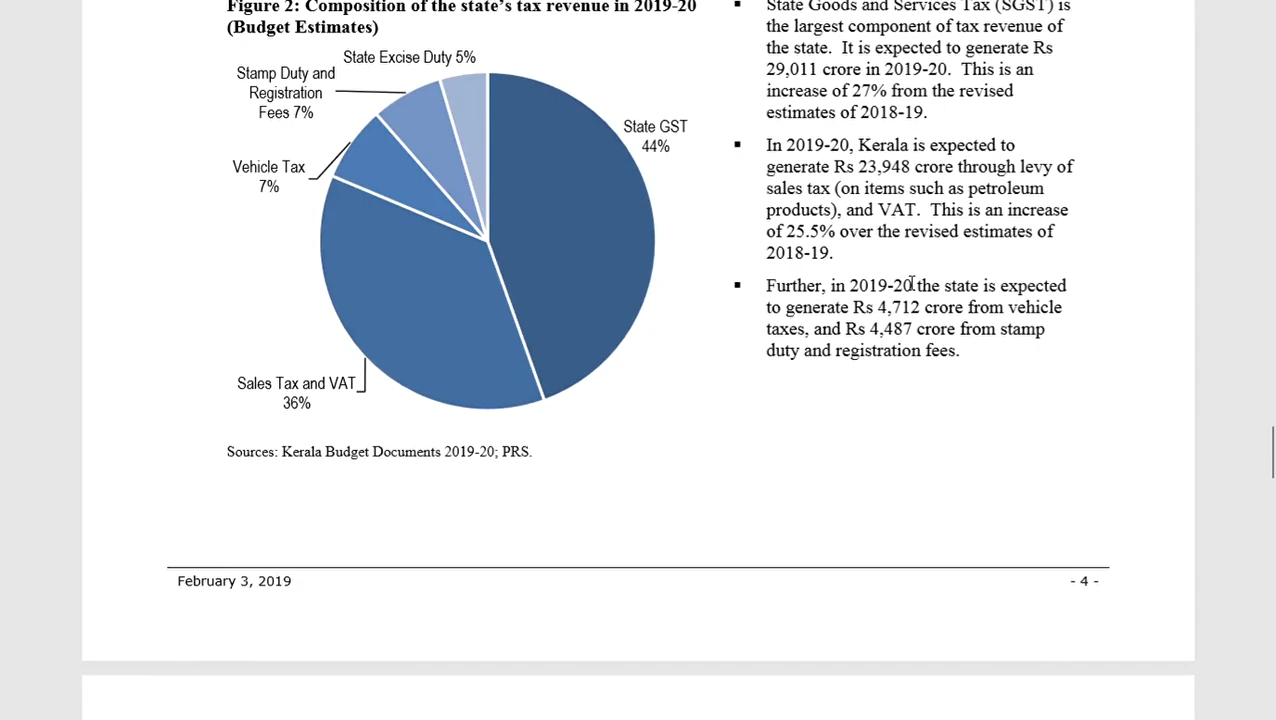 Figure 2: Composition of the state’s tax revenue in 2019-20
(Budget Estimates)
State Excise Duty 5%
Stamp Duty and
Registration
Fees 7%
State GST
44%
Vehicle Tax
7%
Sales Tax and VAT
36%
Sources: Kerala Budget Documents 2019-20; PRS.
▪ State Goods and Services Tax (SGST) is
the largest component of tax revenue of
the state. It is expected to generate Rs
29,011 crore in 2019-20. This is an
increase of 27% from the revised
estimates of 2018-19.
▪ In 2019-20, Kerala is expected to
generate Rs 23,948 crore through levy of
sales tax (on items such as petroleum
products), and VAT. This is an increase
of 25.5% over the revised estimates of
2018-19.
▪ Further, in 2019-20 the state is expected
to generate Rs 4,712 crore from vehicle
taxes, and Rs 4,487 crore from stamp
duty and registration fees.
February 3, 2019
- 4 -